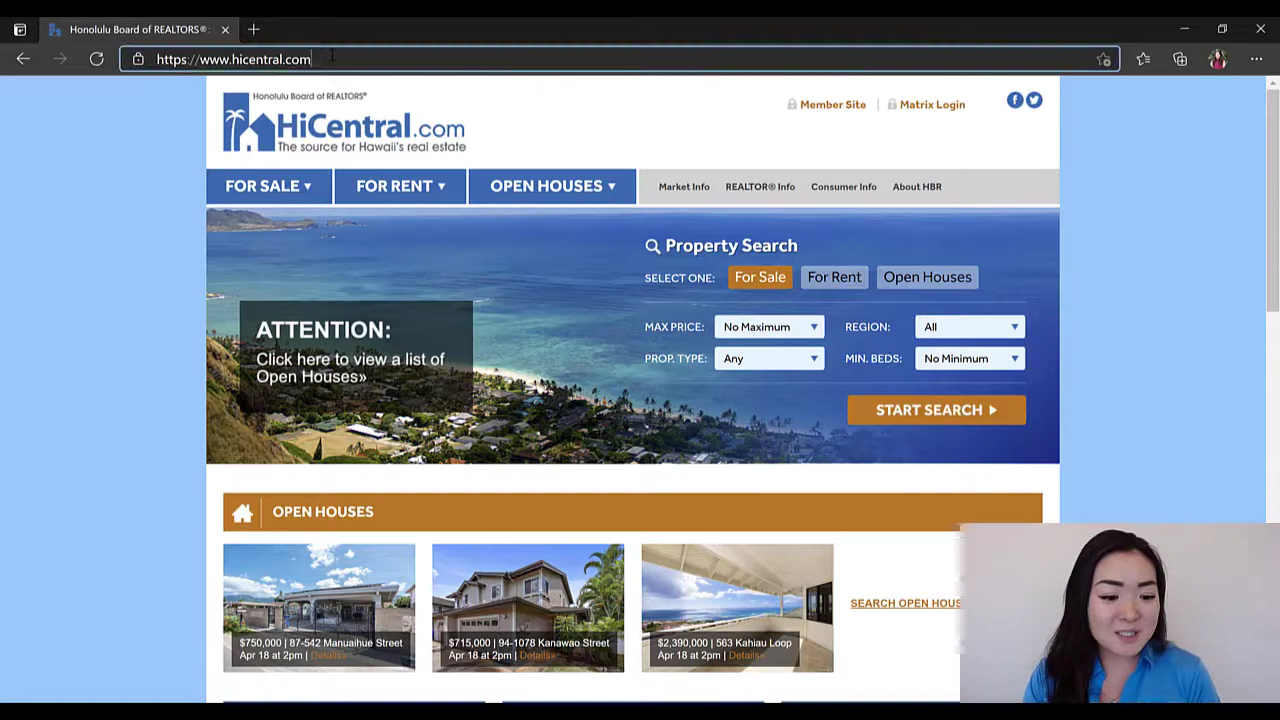 Honolulu Board of REALTORS®
https://www.hicentral.com
Honolulu Board of REALTORS®
HiCentral.com
The source for Hawaii's real estate
Member Site
Matrix Login
FOR SALE
FOR RENT
OPEN HOUSES
Market Info
REALTOR® Info
Consumer Info
About HBR
ATTENTION:
Click here to view a list of
Open Houses»
Property Search
SELECT ONE:
For Sale
For Rent
Open Houses
MAX PRICE:
No Maximum
REGION:
All
PROP. TYPE:
Any
MIN. BEDS:
No Minimum
START SEARCH
OPEN HOUSES
$750,000 | 87-542 Manuaihue Street
Apr 18 at 2pm | Details»
$715,000 | 94-1078 Kanawao Street
Apr 18 at 2pm | Details»
$2,390,000 | 563 Kahiau Loop
Apr 18 at 2pm | Details»
SEARCH OPEN HOUS